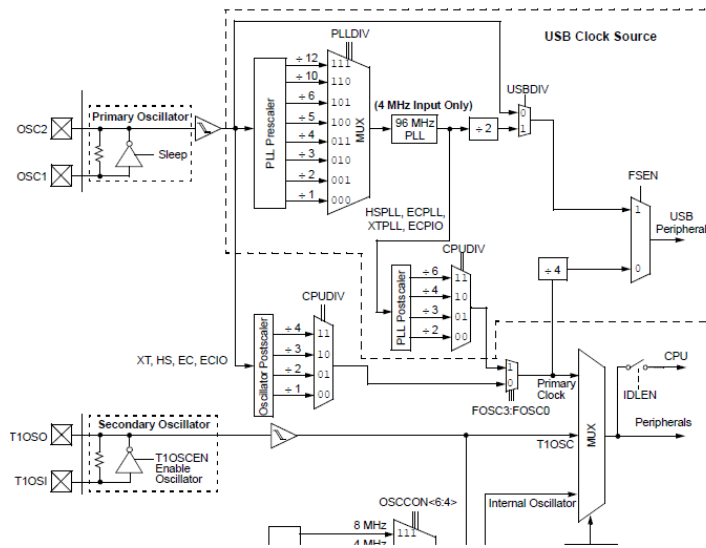 PLLDIV
USB Clock Source
÷ 12
111
÷ 10
110
÷ 6
101
÷ 5
100
÷ 4
011
÷ 3
010
÷ 2
001
÷ 1
000
PLL Prescaler
MUX
(4 MHz Input Only)
96 MHz
PLL
÷ 2
USBDIV
0
1
Primary Oscillator
OSC2
Sleep
OSC1
FSEN
1
0
USB
Peripheral
HSPLL, ECPLL,
XTPLL, ECPIO
CPUDIV
÷ 6
11
÷ 4
10
÷ 3
01
÷ 2
00
PLL Postscaler
÷ 4
CPUDIV
÷ 4
11
÷ 3
10
÷ 2
01
÷ 1
00
Oscillator Postscaler
XT, HS, EC, ECIO
1
0
Primary
Clock
FOSC3:FOSC0
CPU
IDLEN
Peripherals
MUX
Secondary Oscillator
T1OSO
T1OSCEN
Enable
Oscillator
T1OSI
T1OSC
Internal Oscillator
OSCCON<6:4>
8 MHz
111
4 MHz